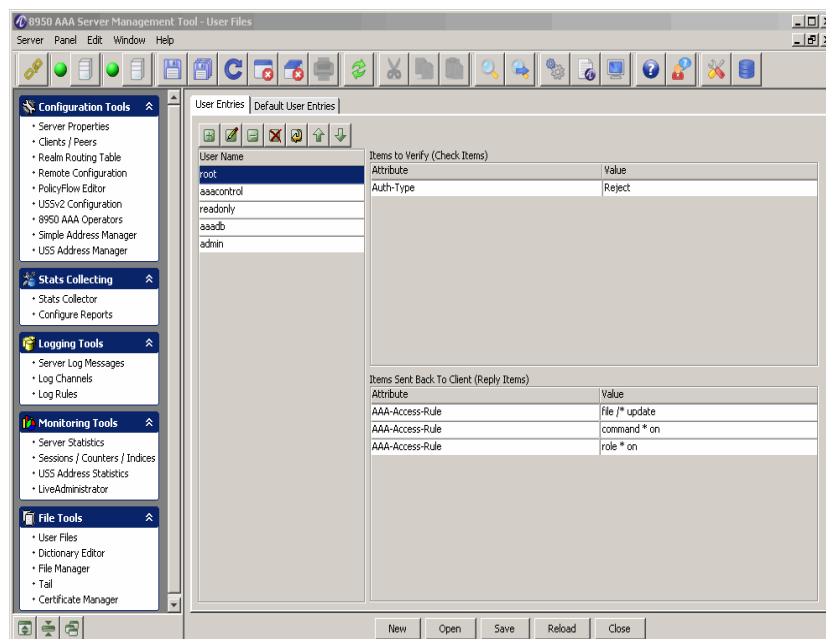 8950 AAA Server Management Tool - User Files
Server Panel Edit Window Help
Configuration Tools
• Server Properties
• Clients / Peers
• Realm Routing Table
• Remote Configuration
• PolicyFlow Editor
• USSv2 Configuration
• 8950 AAA Operators
• Simple Address Manager
• USS Address Manager
Stats Collecting
• Stats Collector
• Configure Reports
Logging Tools
• Server Log Messages
• Log Channels
• Log Rules
Monitoring Tools
• Server Statistics
• Sessions / Counters / Indices
• USS Address Statistics
• LiveAdministrator
File Tools
• User Files
• Dictionary Editor
• File Manager
• Tail
• Certificate Manager
User Entries Default User Entries
User Name
root
aaacontrol
readonly
aaadb
admin
Items to Verify (Check Items)
Attribute Value
Auth-Type Reject
Items Sent Back To Client (Reply Items)
Attribute Value
AAA-Access-Rule file /* update
AAA-Access-Rule command * on
AAA-Access-Rule role * on
New Open Save Reload Close